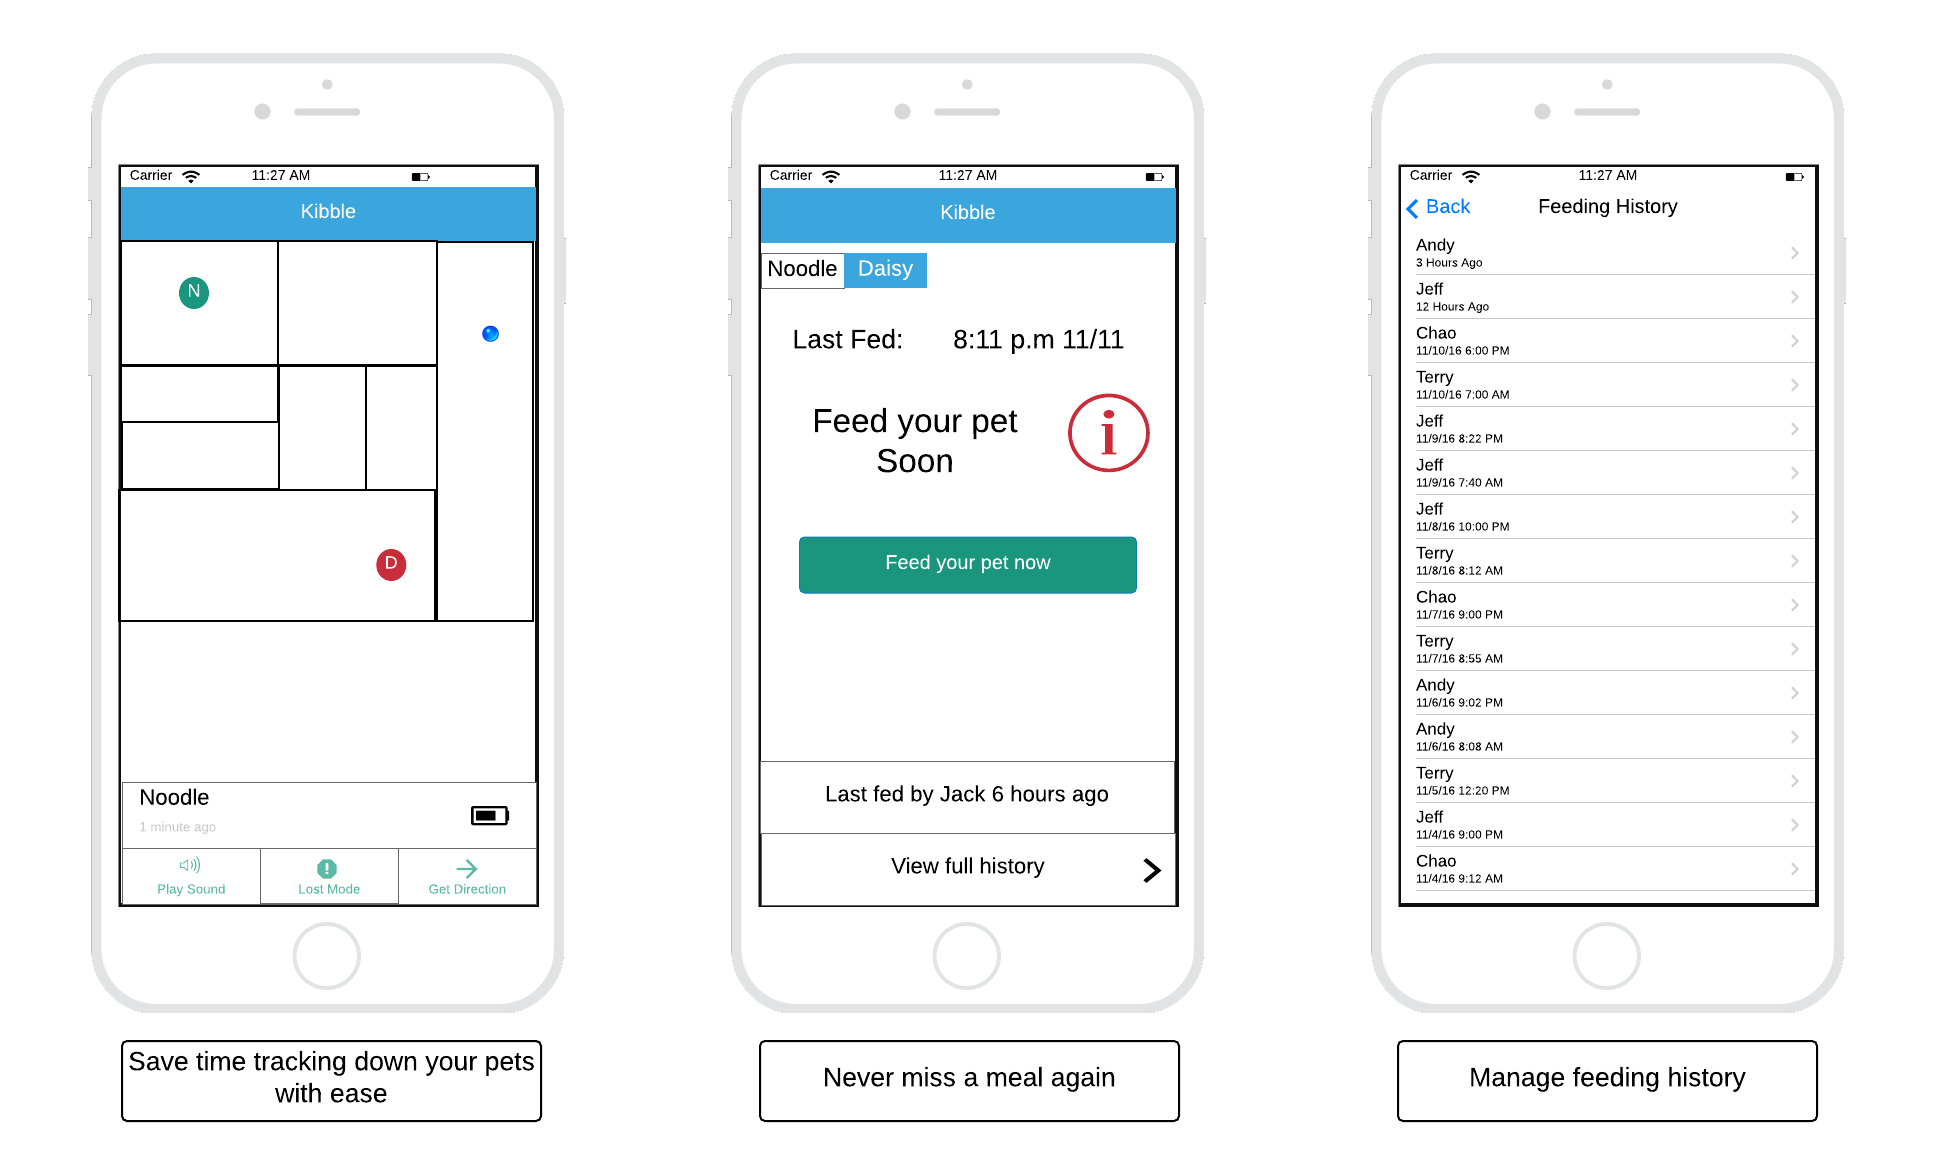 Carrier 11:27 AM
Kibble
N
D
Noodle
1 minute ago
Play Sound
Lost Mode
Get Direction
Save time tracking down your pets
with ease
Carrier 11:27 AM
Kibble
Noodle Daisy
Last Fed: 8:11 p.m 11/11
Feed your pet
Soon
i
Feed your pet now
Last fed by Jack 6 hours ago
View full history
Never miss a meal again
Carrier 11:27 AM
Back Feeding History
Andy
3 Hours Ago
Jeff
12 Hours Ago
Chao
11/10/16 6:00 PM
Terry
11/10/16 7:00 AM
Jeff
11/9/16 8:22 PM
Jeff
11/9/16 7:40 AM
Jeff
11/8/16 10:00 PM
Terry
11/8/16 8:12 AM
Chao
11/7/16 9:00 PM
Terry
11/7/16 8:55 AM
Andy
11/6/16 9:02 PM
Andy
11/6/16 8:08 AM
Terry
11/5/16 12:20 PM
Jeff
11/4/16 9:00 PM
Chao
11/4/16 9:12 AM
Manage feeding history